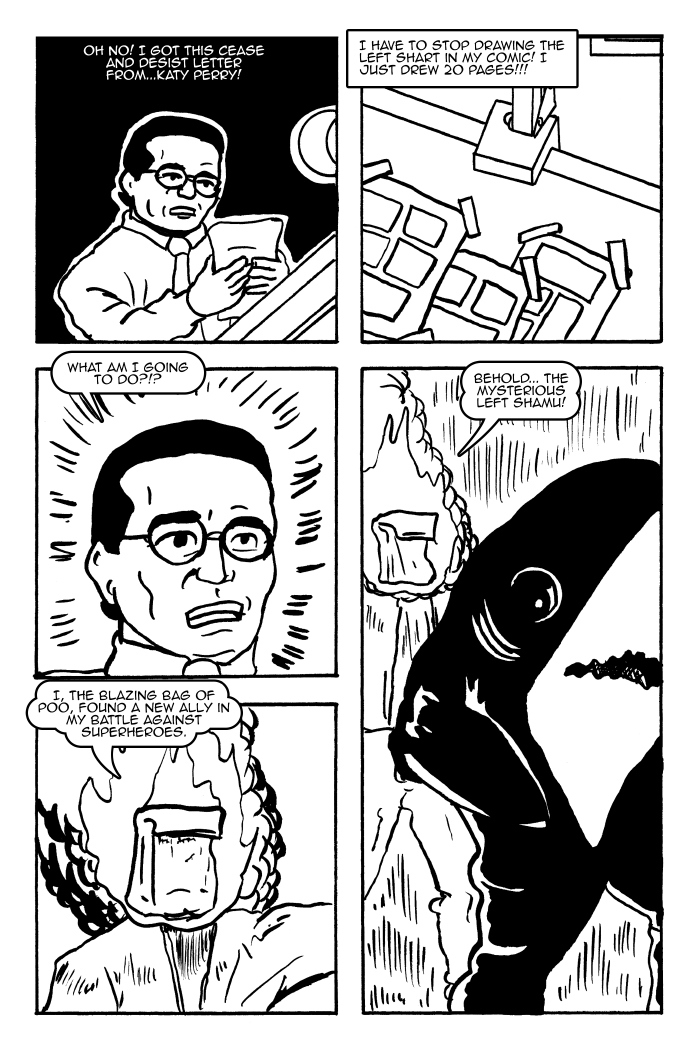 OH NO! I GOT THIS CEASE
AND DESIST LETTER
FROM...KATY PERRY!
I HAVE TO STOP DRAWING THE
LEFT SHART IN MY COMIC! I
JUST DREW 20 PAGES!!!
WHAT AM I GOING
TO DO?!?
BEHOLD... THE
MYSTERIOUS
LEFT SHAMU!
I, THE BLAZING BAG OF
POO, FOUND A NEW ALLY IN
MY BATTLE AGAINST
SUPERHEROES.